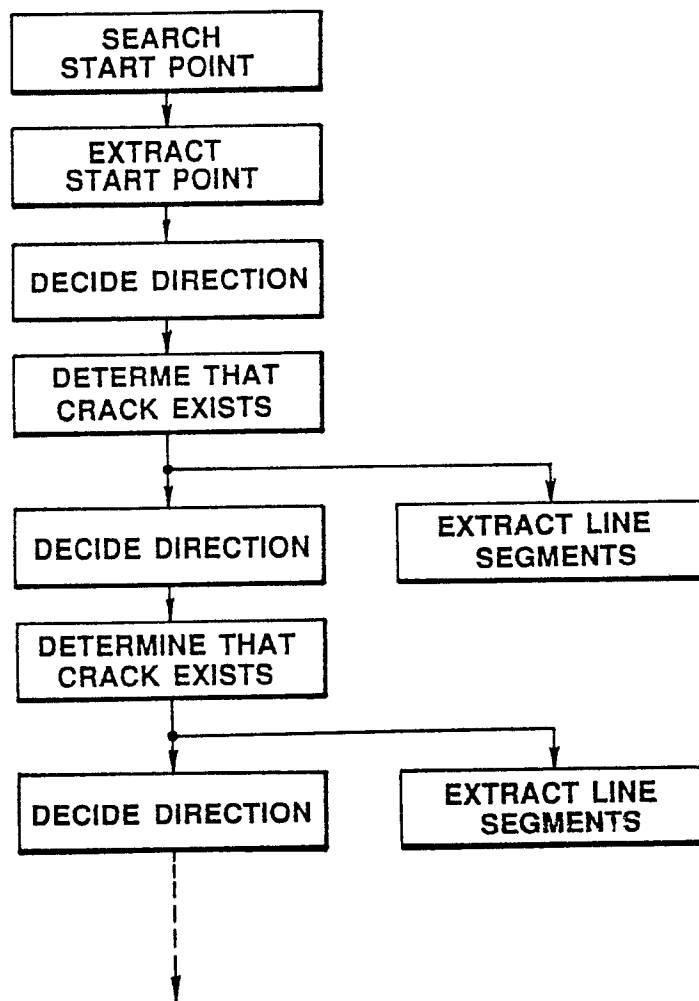 SEARCH
START POINT
EXTRACT
START POINT
DECIDE DIRECTION
DETERME THAT
CRACK EXISTS
DECIDE DIRECTION
EXTRACT LINE
SEGMENTS
DETERMINE THAT
CRACK EXISTS
DECIDE DIRECTION
EXTRACT LINE
SEGMENTS